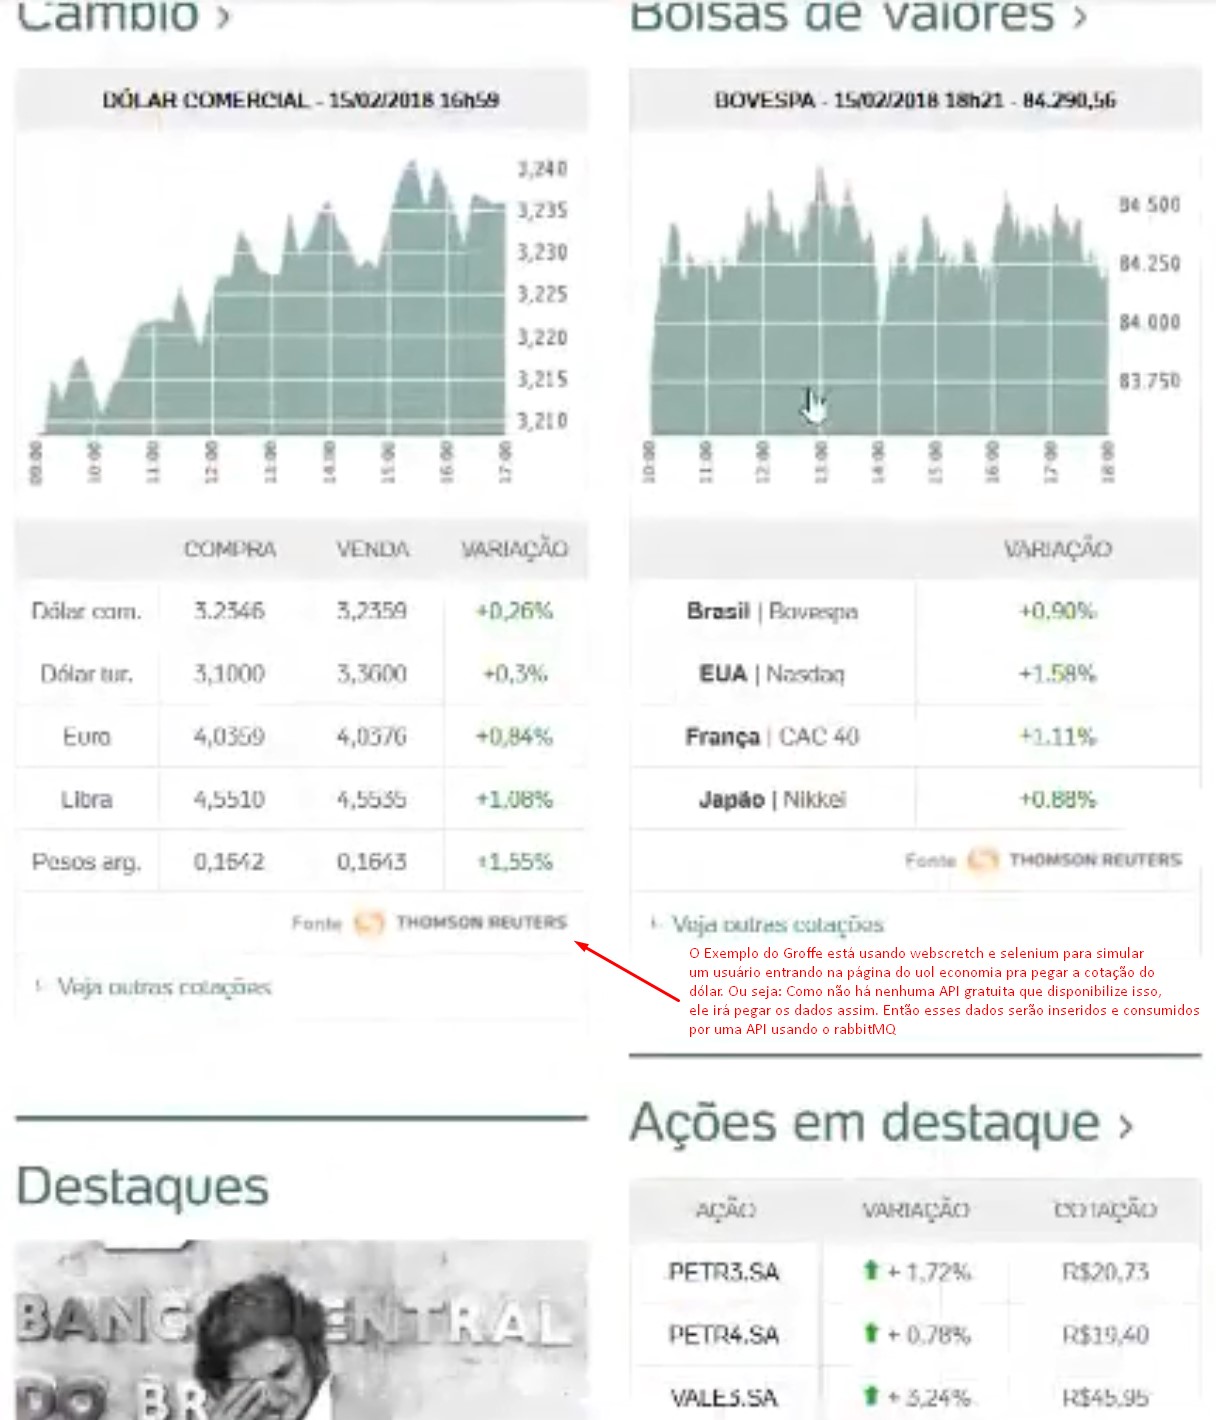 Câmbio ›
DÓLAR COMERCIAL - 15/02/2018 16h59
3,240
3,235
3,230
3,225
3,220
3,215
3,210
09:00 10:00 11:00 12:00 13:00 14:00 15:00 16:00 17:00
COMPRA VENDA VARIAÇÃO
Dólar com. 3,2346 3,2359 +0,26%
Dólar tur. 3,1000 3,3600 +0,3%
Euro 4,0359 4,0376 +0,84%
Libra 4,5510 4,5535 +1,08%
Pesos arg. 0,1642 0,1643 +1,55%
Fonte THOMSON REUTERS
Veja outras cotações
Destaques
BANC ENTRAL
DO BR
Bolsas de valores ›
BOVESPA - 15/02/2018 18h21 - 84.290,56
84.500
84.250
84.000
83.750
10:00 11:00 12:00 13:00 14:00 15:00 16:00 17:00 18:00
VARIAÇÃO
Brasil | Bovespa +0,90%
EUA | Nasdaq +1.58%
França | CAC 40 +1.11%
Japão | Nikkei +0.88%
Fonte THOMSON REUTERS
Veja outras cotações
O Exemplo do Groffe está usando webscretch e selenium para simular
um usuário entrando na página do uol economia pra pegar a cotação do
dólar. Ou seja: Como não há nenhuma API gratuita que disponibilize isso,
ele irá pegar os dados assim. Então esses dados serão inseridos e consumidos
por uma API usando o rabbitMQ
Ações em destaque ›
AÇÃO VARIAÇÃO COTAÇÃO
PETR3.SA + 1,72% R$20,73
PETR4.SA + 0,78% R$19,40
VALE3.SA + 3,24% R$45,95